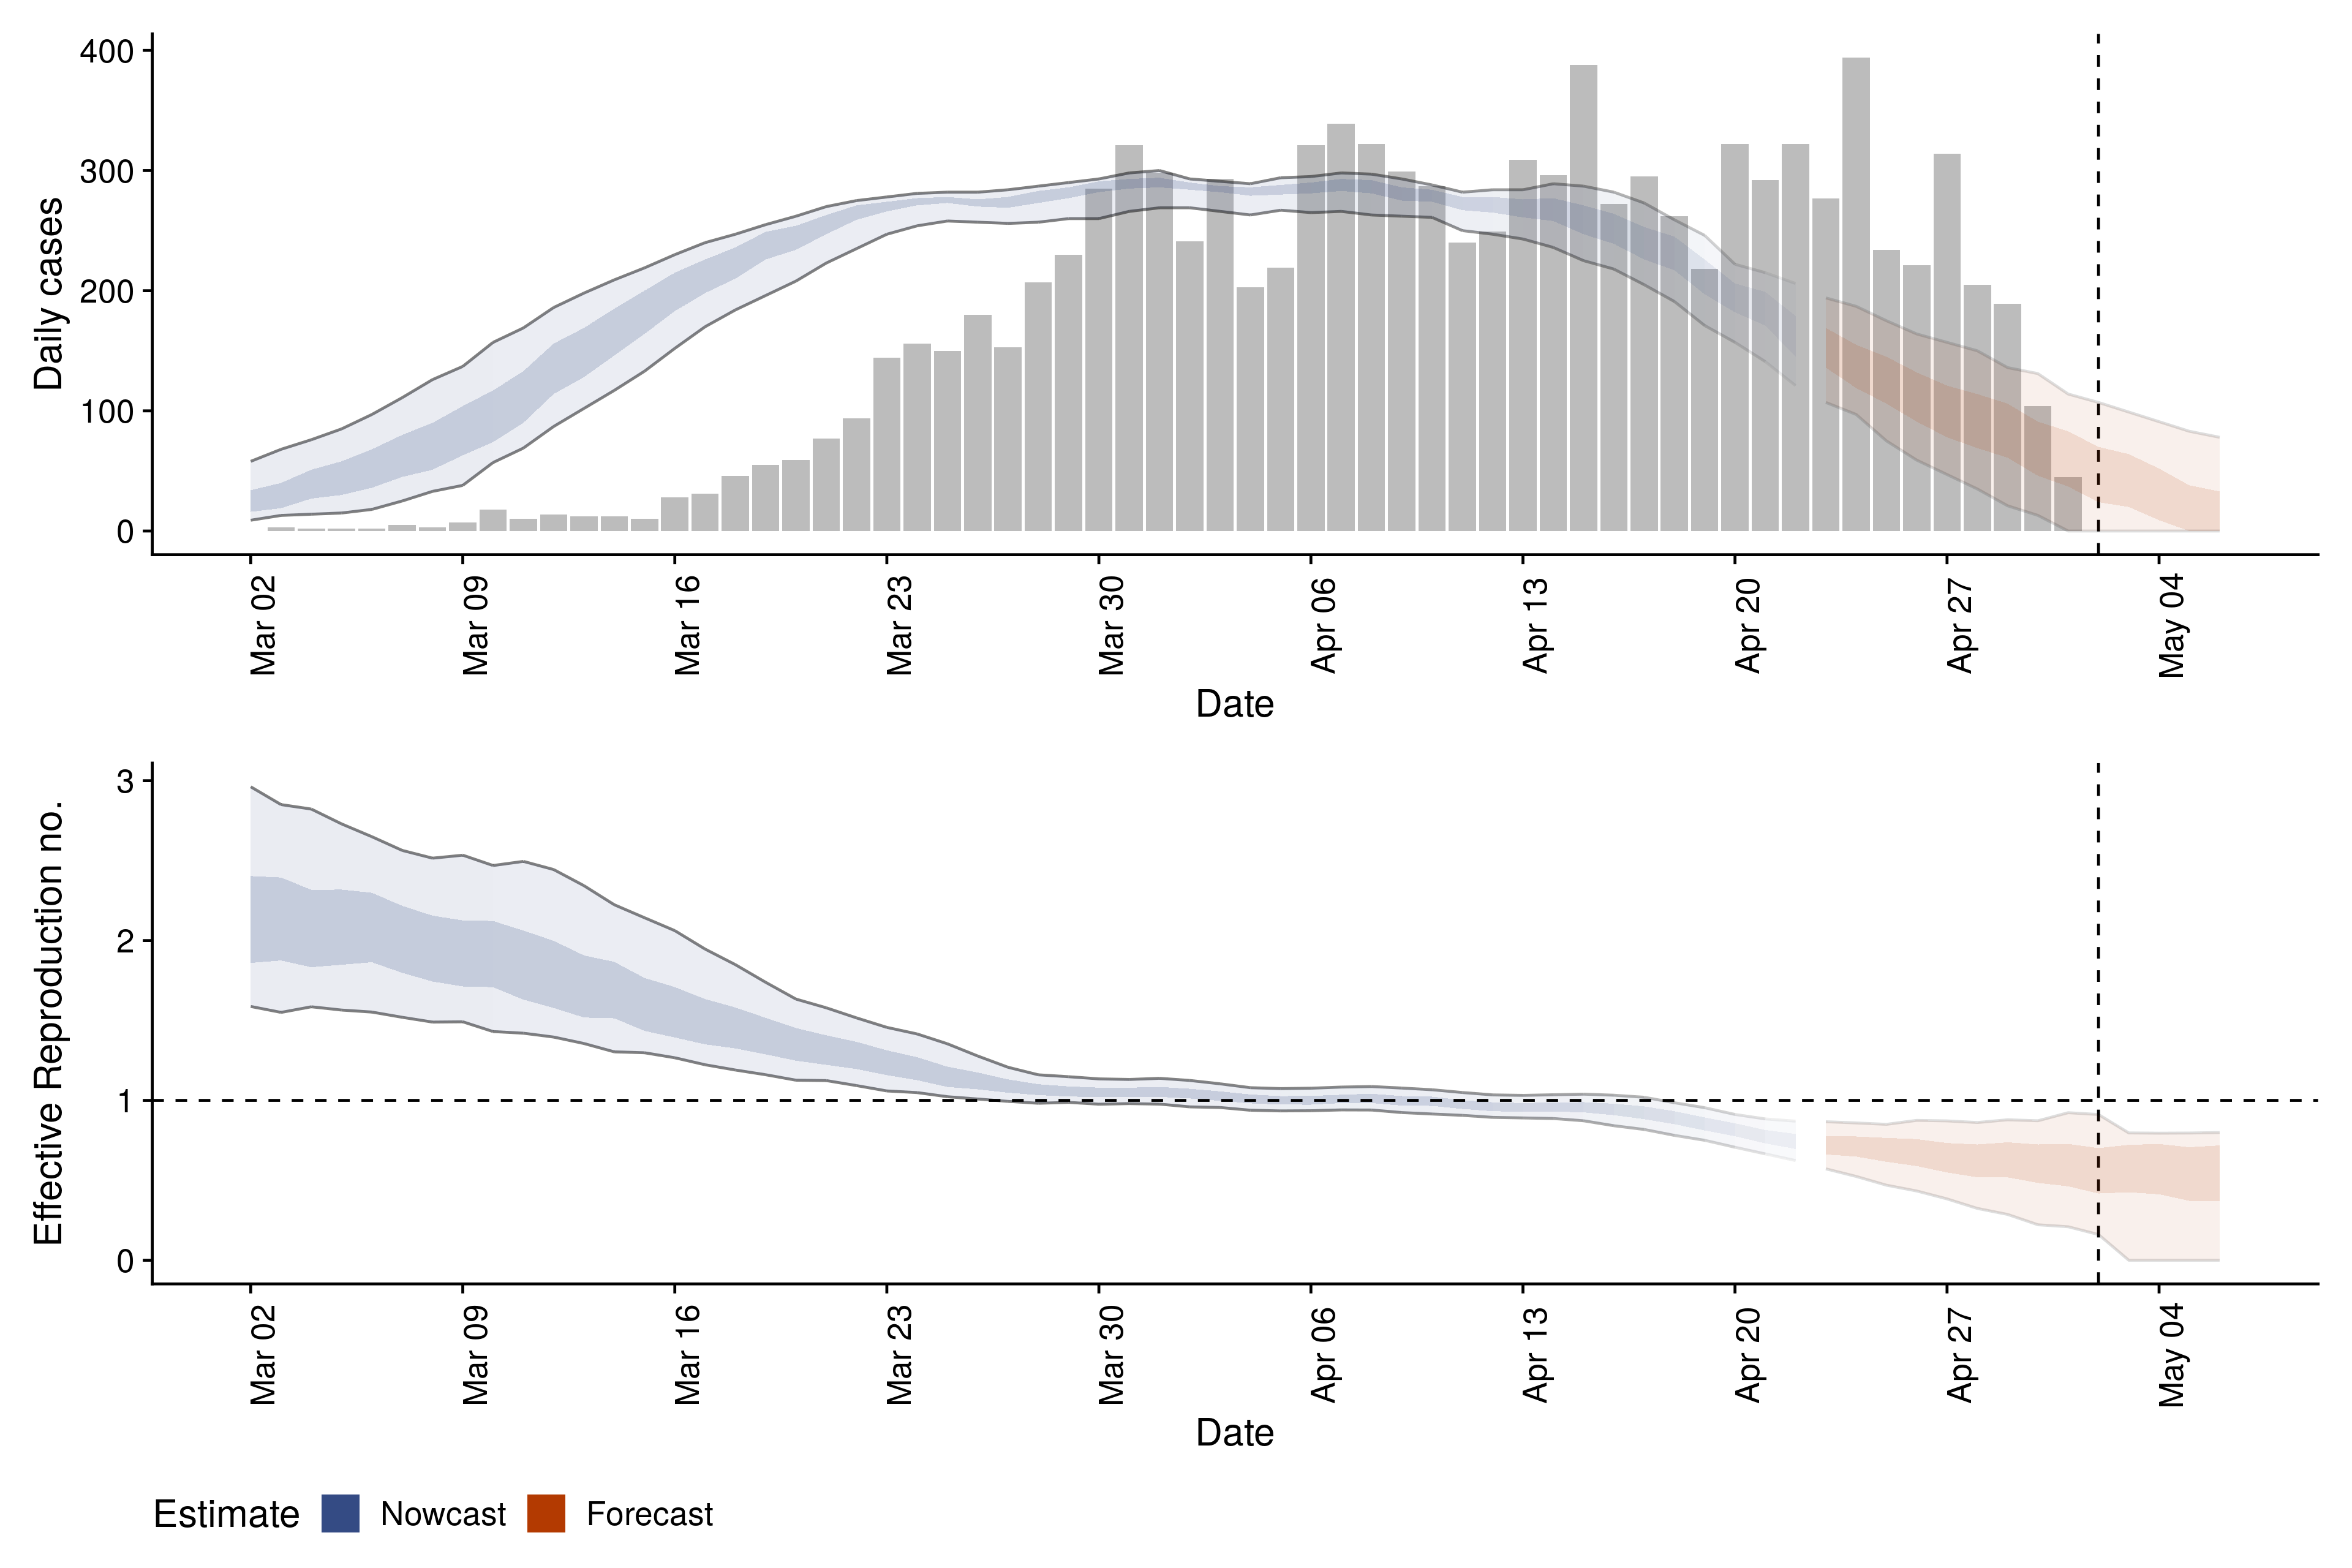 400
300
200
100
0
Daily cases
Mar 02
Mar 09
Mar 16
Mar 23
Mar 30
Apr 06
Apr 13
Apr 20
Apr 27
May 04
Date
3
2
1
0
Effective Reproduction no.
Mar 02
Mar 09
Mar 16
Mar 23
Mar 30
Apr 06
Apr 13
Apr 20
Apr 27
May 04
Date
Estimate Nowcast Forecast